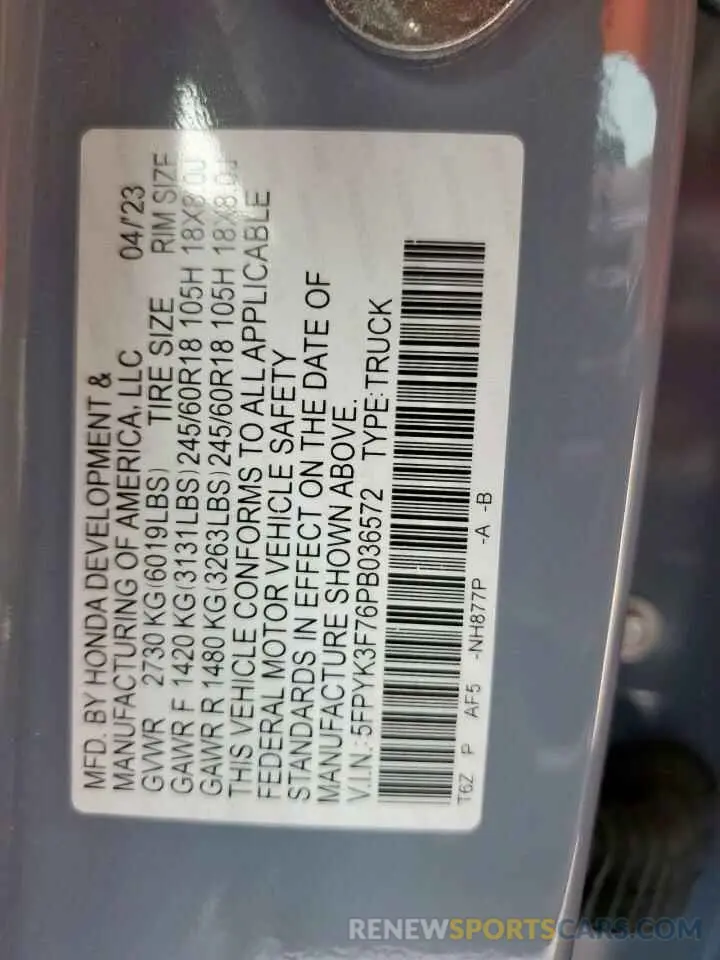 MFD. BY HONDA DEVELOPMENT &
MANUFACTURING OF AMERICA, LLC 04/'23
GVWR 2730 KG(6019LBS) TIRE SIZE RIM SIZE
GAWR F 1420 KG(3131LBS) 245/60R18 105H 18X8.0J
GAWR R 1480 KG(3263LBS) 245/60R18 105H 18X8.0J
THIS VEHICLE CONFORMS TO ALL APPLICABLE
FEDERAL MOTOR VEHICLE SAFETY
STANDARDS IN EFFECT ON THE DATE OF
MANUFACTURE SHOWN ABOVE.
V.I.N.: 5FPYK3F76PB036572 TYPE:TRUCK
T6Z P AF5 -NH877P -A -B
RENEWSPORTSCARS.COM